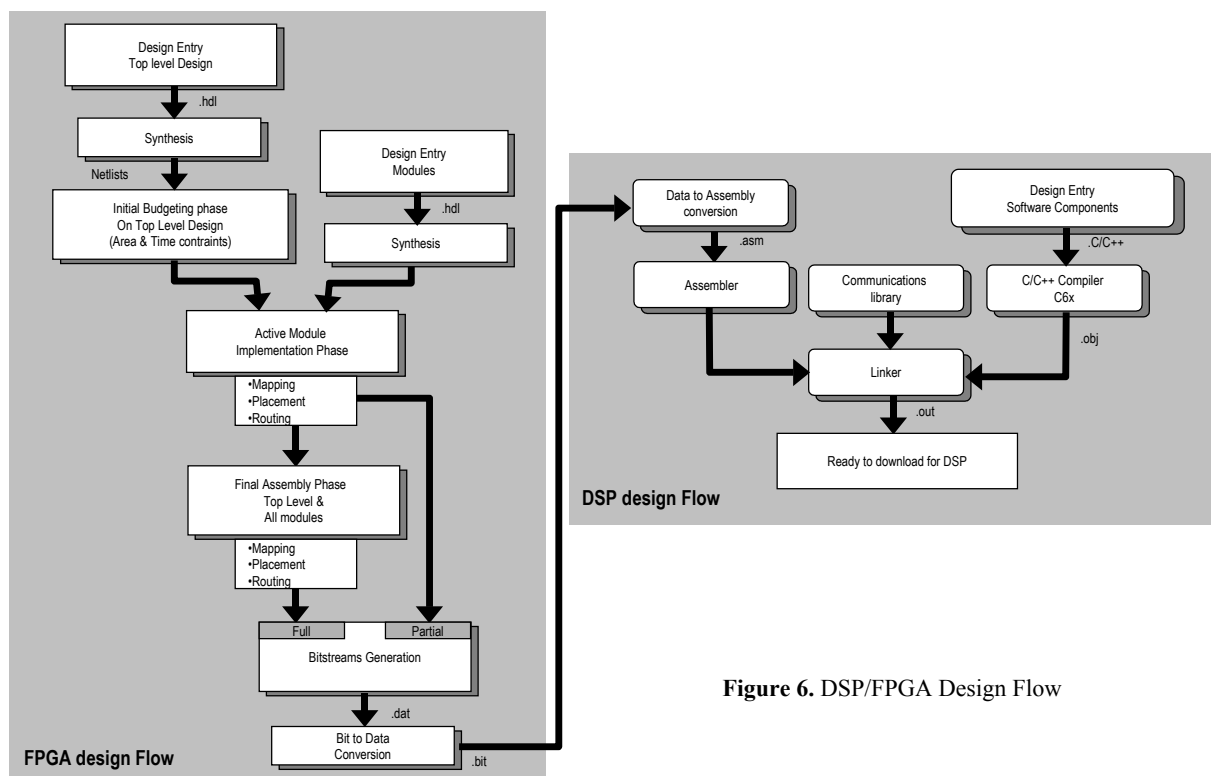 Design Entry
Top level Design
.hdl
Synthesis
Netlists
Initial Budgeting phase
On Top Level Design
(Area & Time contraints)
Design Entry
Modules
.hdl
Synthesis
Active Module
Implementation Phase
•Mapping
•Placement
•Routing
Final Assembly Phase
Top Level &
All modules
•Mapping
•Placement
•Routing
Full
Partial
Bitstreams Generation
.dat
Bit to Data
Conversion
.bit
FPGA design Flow
Data to Assembly
conversion
.asm
Assembler
Communications
library
Design Entry
Software Components
.C/C++
C/C++ Compiler
C6x
.obj
Linker
.out
Ready to download for DSP
DSP design Flow
Figure 6. DSP/FPGA Design Flow